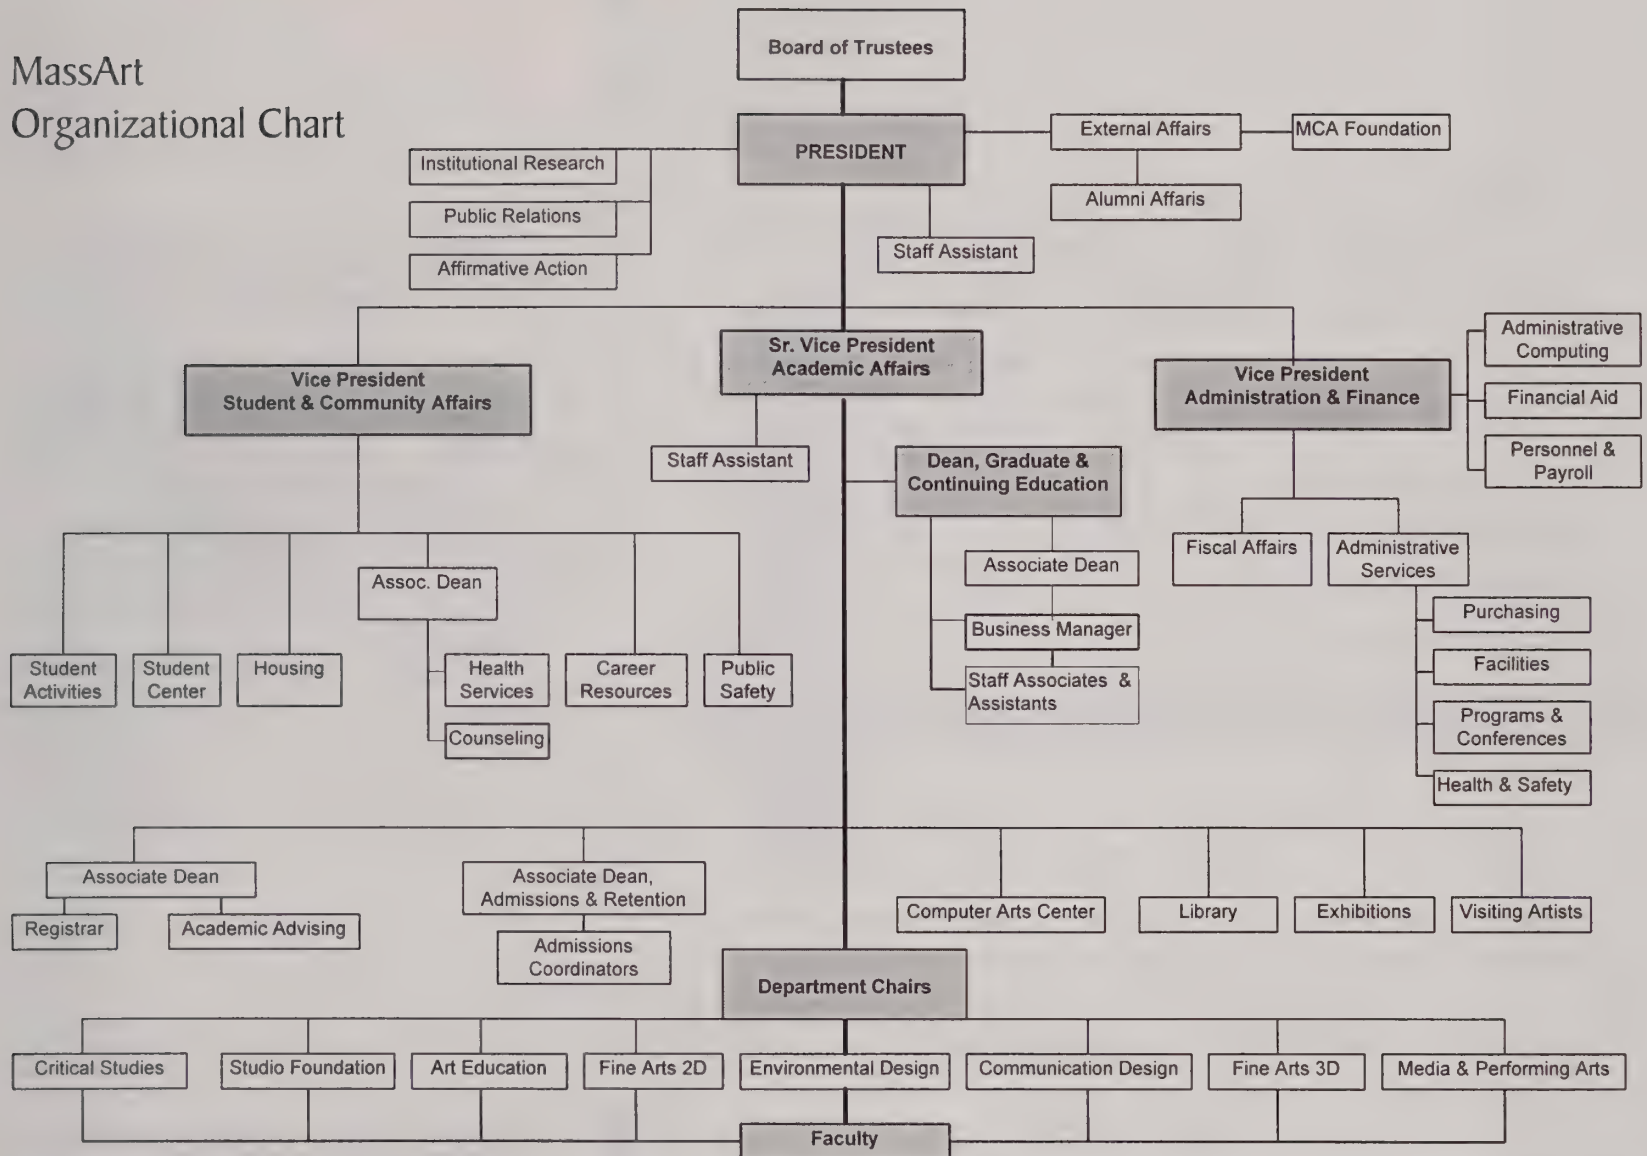 MassArt
Organizational Chart
Board of Trustees
PRESIDENT
External Affairs
MCA Foundation
Alumni Affaris
Institutional Research
Public Relations
Affirmative Action
Staff Assistant
Vice President
Student & Community Affairs
Sr. Vice President
Academic Affairs
Vice President
Administration & Finance
Administrative
Computing
Financial Aid
Personnel &
Payroll
Staff Assistant
Dean, Graduate &
Continuing Education
Associate Dean
Business Manager
Staff Associates &
Assistants
Fiscal Affairs
Administrative
Services
Purchasing
Facilities
Programs &
Conferences
Health & Safety
Student
Activities
Student
Center
Housing
Assoc. Dean
Health
Services
Counseling
Career
Resources
Public
Safety
Associate Dean
Registrar
Academic Advising
Associate Dean,
Admissions & Retention
Admissions
Coordinators
Computer Arts Center
Library
Exhibitions
Visiting Artists
Department Chairs
Critical Studies
Studio Foundation
Art Education
Fine Arts 2D
Environmental Design
Communication Design
Fine Arts 3D
Media & Performing Arts
Faculty